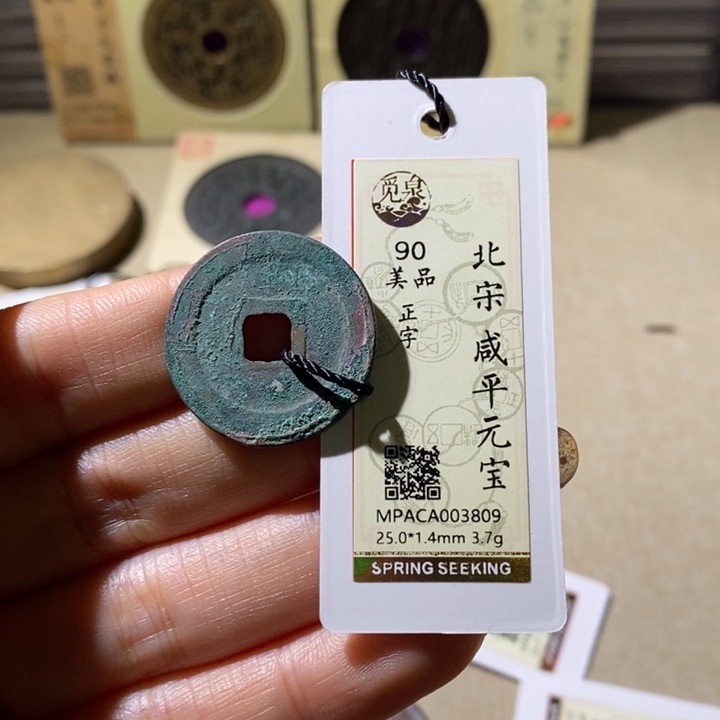 觅泉
90
美品
正字
北宋 咸平元宝
MPACA003809
25.0*1.4mm 3.7g
SPRING SEEKING